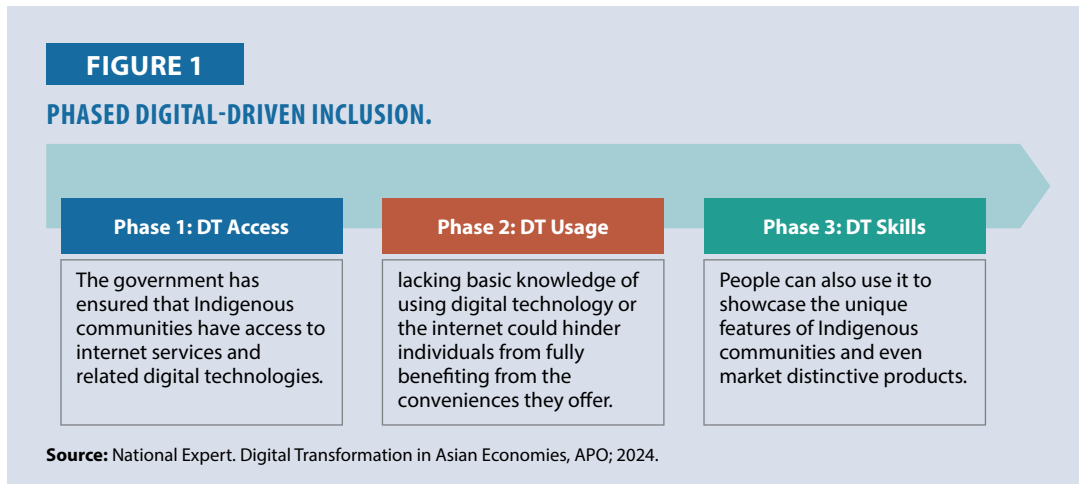 FIGURE 1
PHASED DIGITAL-DRIVEN INCLUSION.
Phase 1: DT Access
The government has
ensured that Indigenous
communities have access to
internet services and
related digital technologies.
Phase 2: DT Usage
lacking basic knowledge of
using digital technology or
the internet could hinder
individuals from fully
benefiting from the
conveniences they offer.
Phase 3: DT Skills
People can also use it to
showcase the unique
features of Indigenous
communities and even
market distinctive products.
Source: National Expert. Digital Transformation in Asian Economies, APO; 2024.